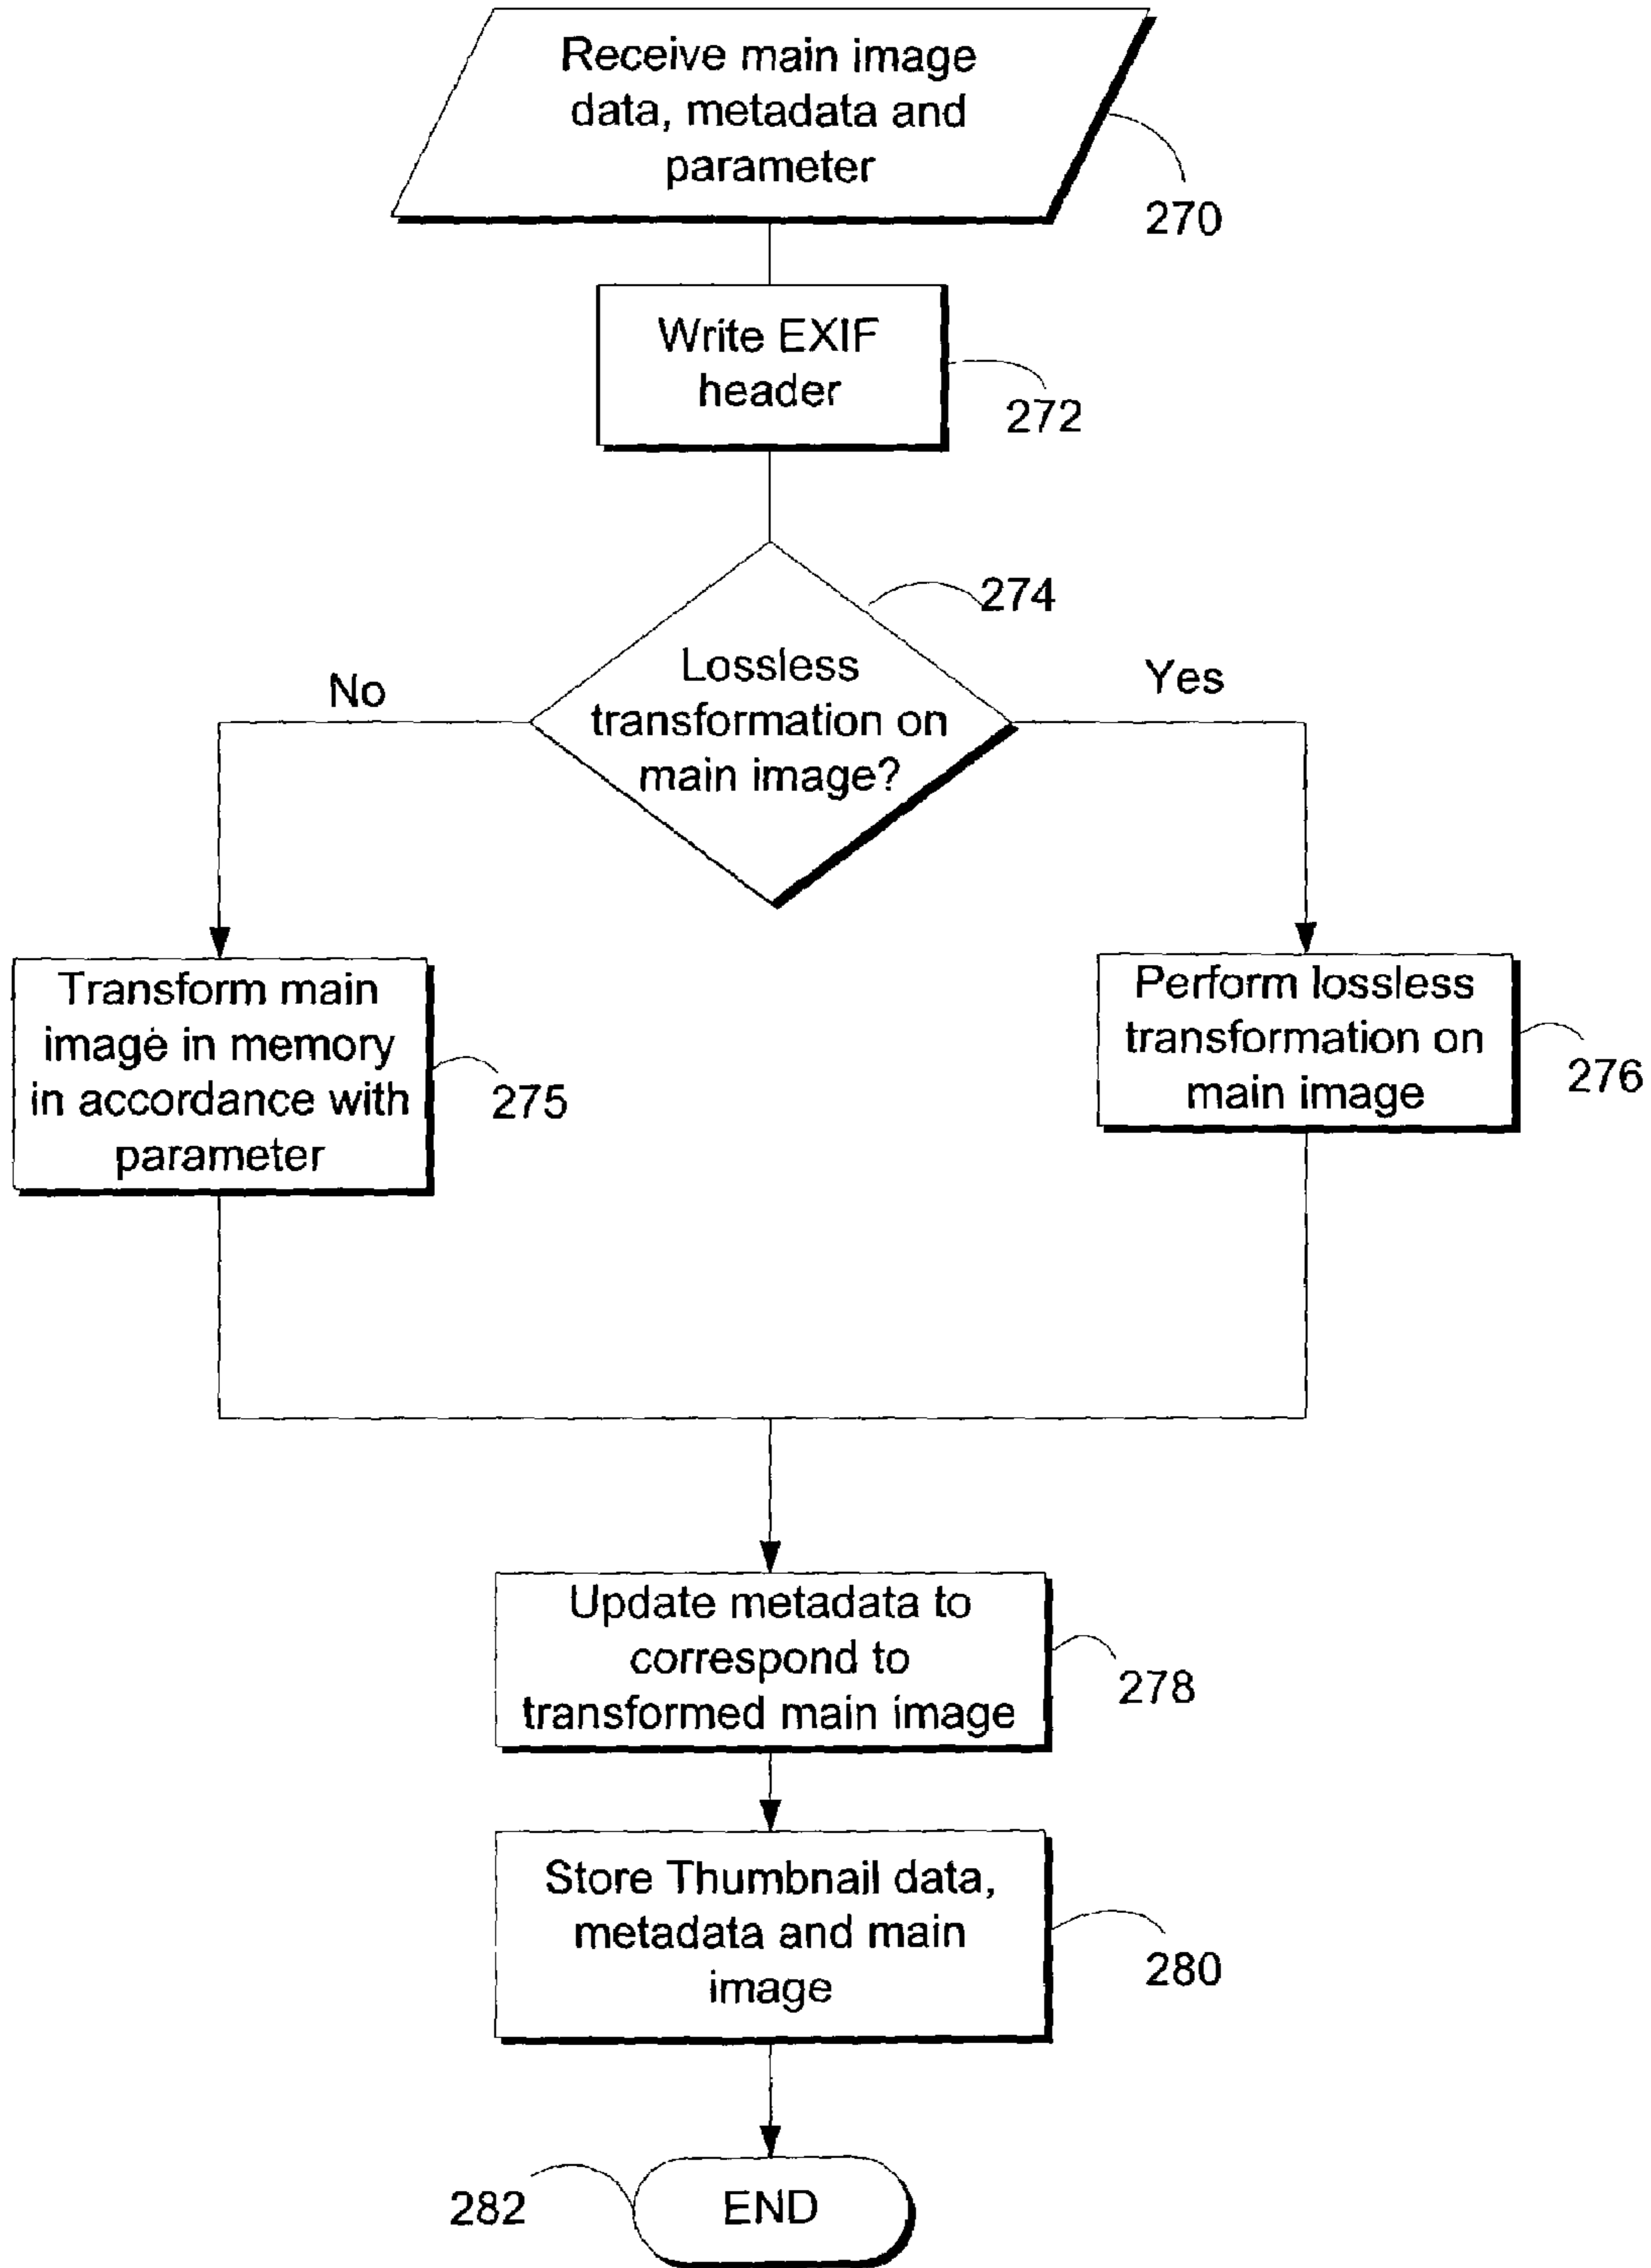 Receive main image
data, metadata and
parameter
270
Write EXIF
header
272
274
Lossless
transformation on
main image?
No
Yes
Transform main
image in memory
in accordance with
parameter
275
Perform lossless
transformation on
main image
276
Update metadata to
correspond to
transformed main image
278
Store Thumbnail data,
metadata and main
image
280
282
END